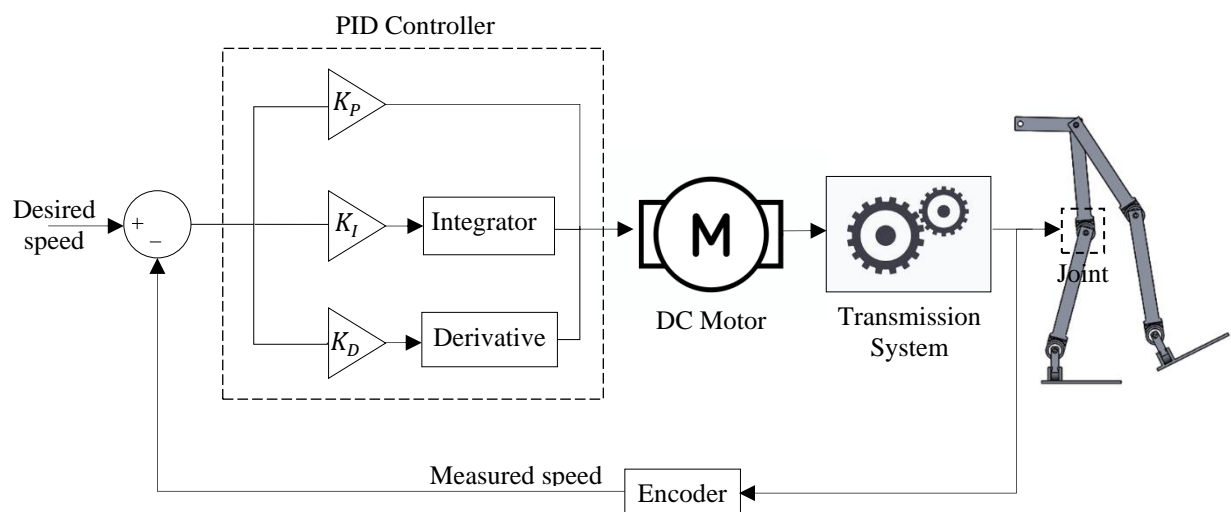 PID Controller
K_P
Desired
speed
+
−
K_I
Integrator
M
Joint
DC Motor
Transmission
System
K_D
Derivative
Measured speed
Encoder